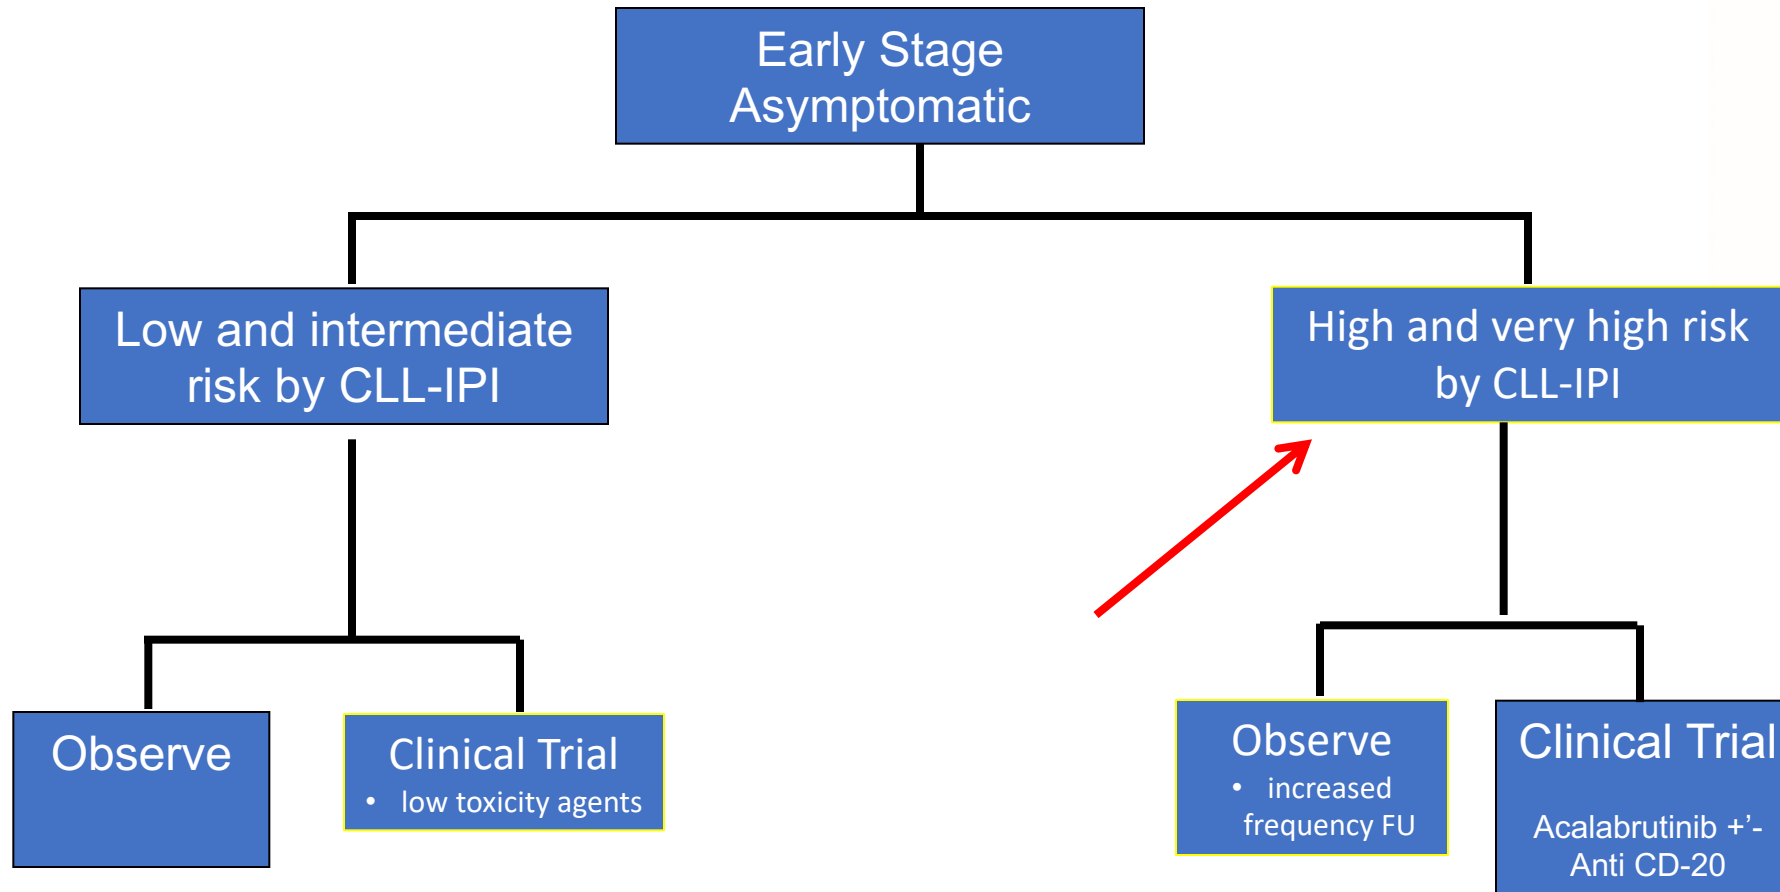 Early Stage
Asymptomatic
Low and intermediate
risk by CLL-IPI
High and very high risk
by CLL-IPI
Observe
Clinical Trial
• low toxicity agents
Observe
• increased
frequency FU
Clinical Trial
Acalabrutinib +’-
Anti CD-20